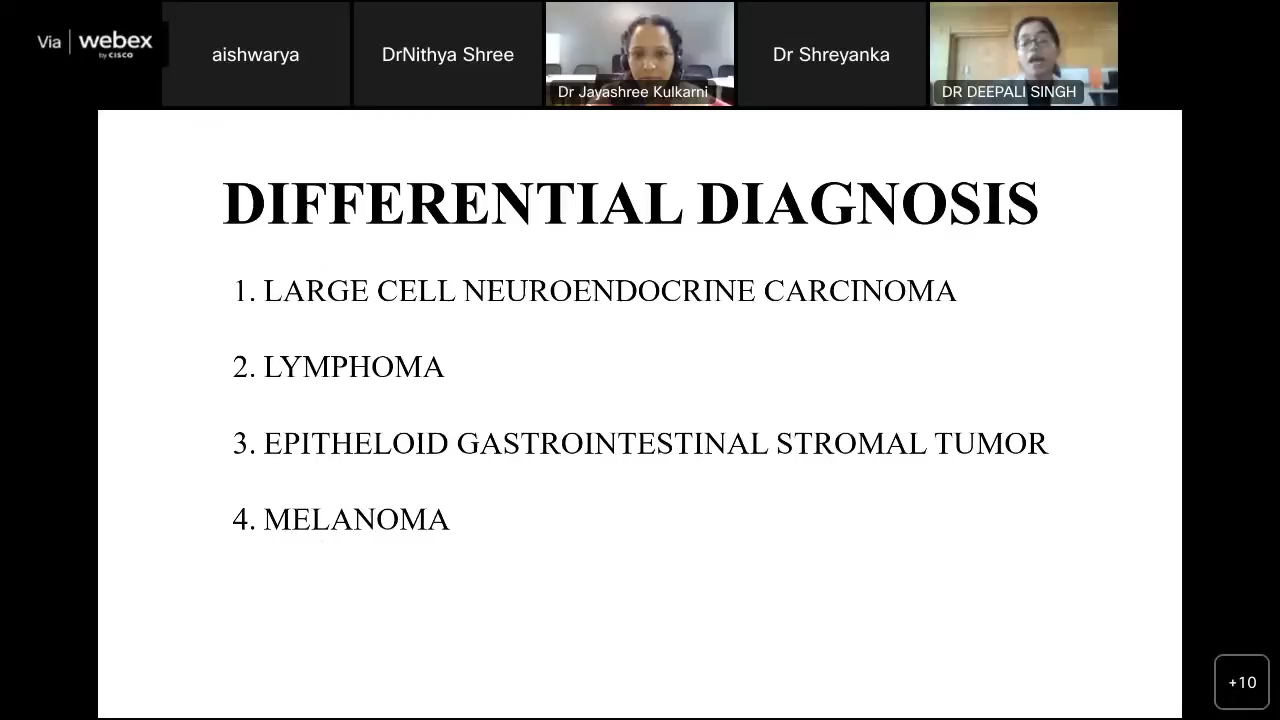 Via webex
by CISCO
aishwarya
DrNithya Shree
Dr Jayashree Kulkarni
Dr Shreyanka
DR DEEPALI SINGH
DIFFERENTIAL DIAGNOSIS
1. LARGE CELL NEUROENDOCRINE CARCINOMA
2. LYMPHOMA
3. EPITHELOID GASTROINTESTINAL STROMAL TUMOR
4. MELANOMA
+10